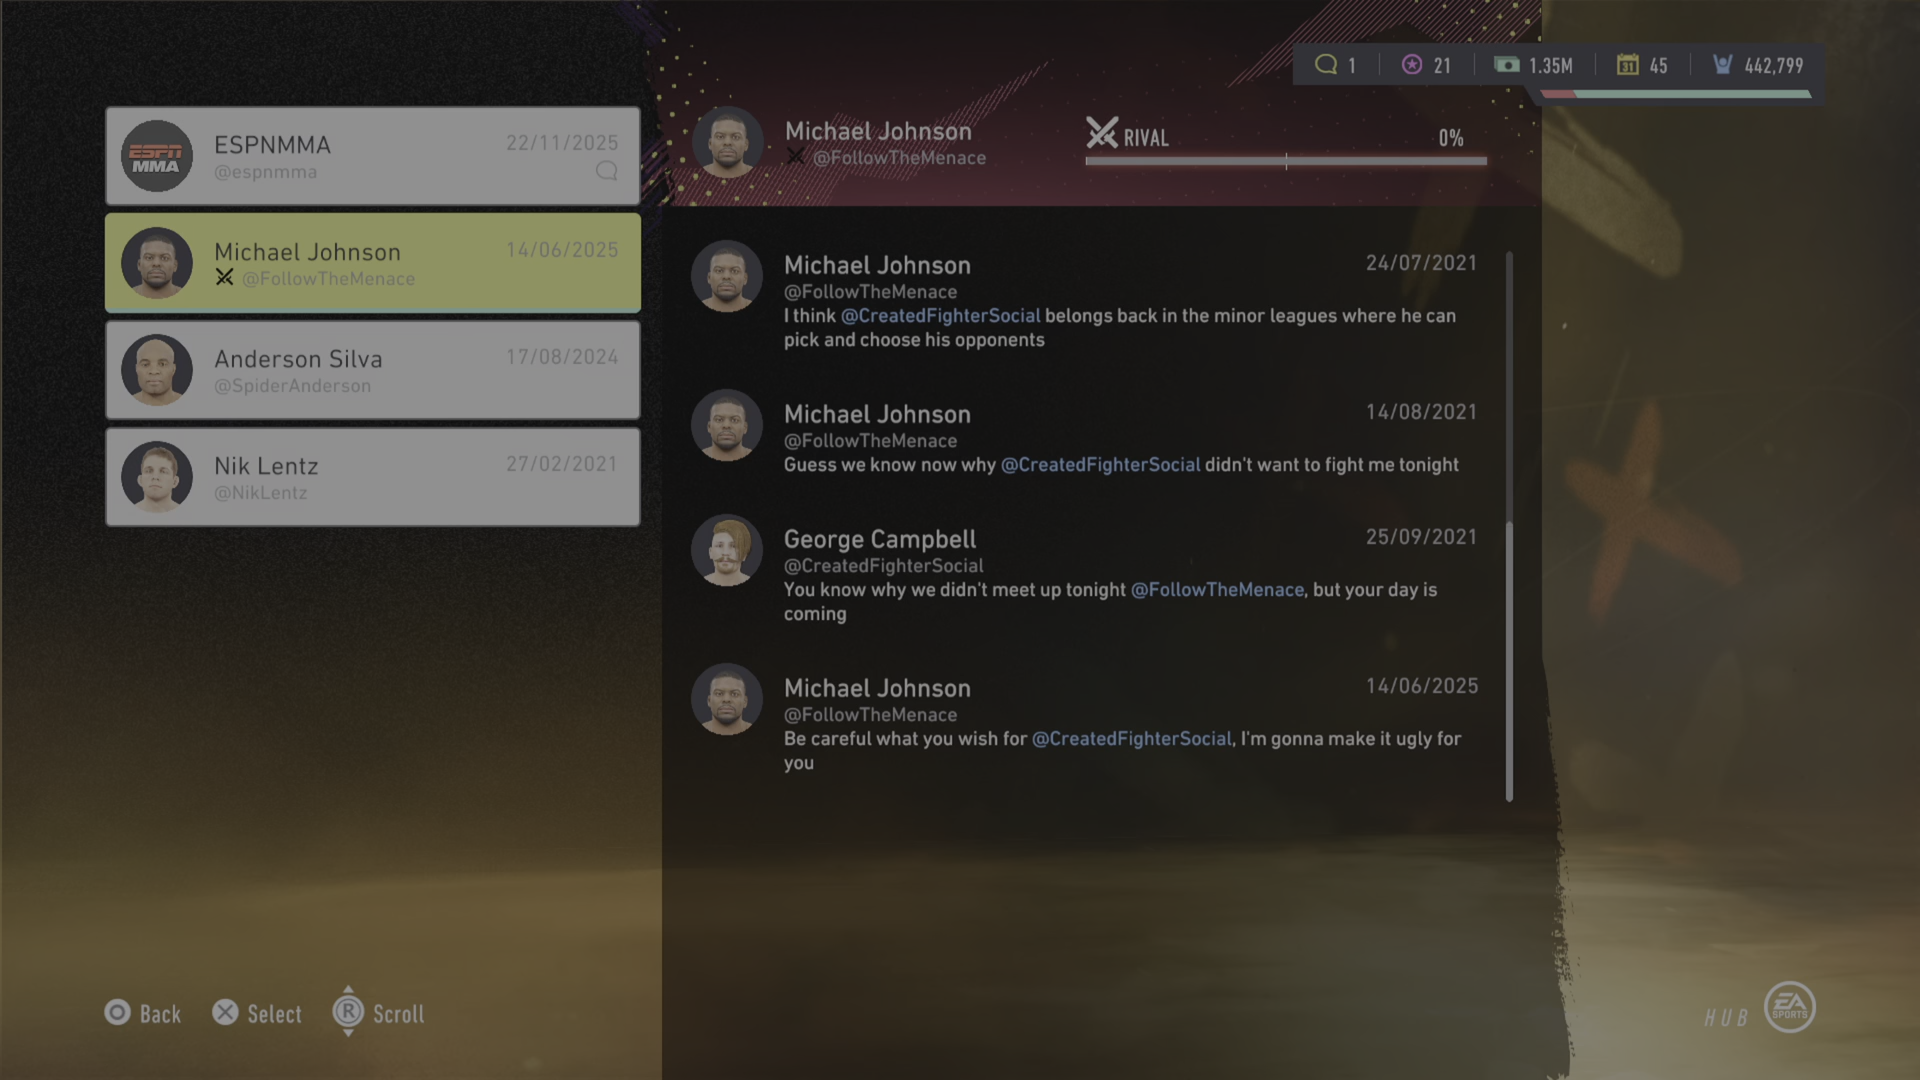 1
21
1.35M
31
45
442,799
ESPN
MMA
ESPNMMA
22/11/2025
@espnmma
Michael Johnson
14/06/2025
@FollowTheMenace
Anderson Silva
17/08/2024
@SpiderAnderson
Nik Lentz
27/02/2021
@NikLentz
Michael Johnson
@FollowTheMenace
RIVAL
0%
Michael Johnson
24/07/2021
@FollowTheMenace
I think @CreatedFighterSocial belongs back in the minor leagues where he can
pick and choose his opponents
Michael Johnson
14/08/2021
@FollowTheMenace
Guess we know now why @CreatedFighterSocial didn't want to fight me tonight
George Campbell
25/09/2021
@CreatedFighterSocial
You know why we didn't meet up tonight @FollowTheMenace, but your day is
coming
Michael Johnson
14/06/2025
@FollowTheMenace
Be careful what you wish for @CreatedFighterSocial, I'm gonna make it ugly for
you
Back
Select
R
Scroll
HUB
EA
SPORTS